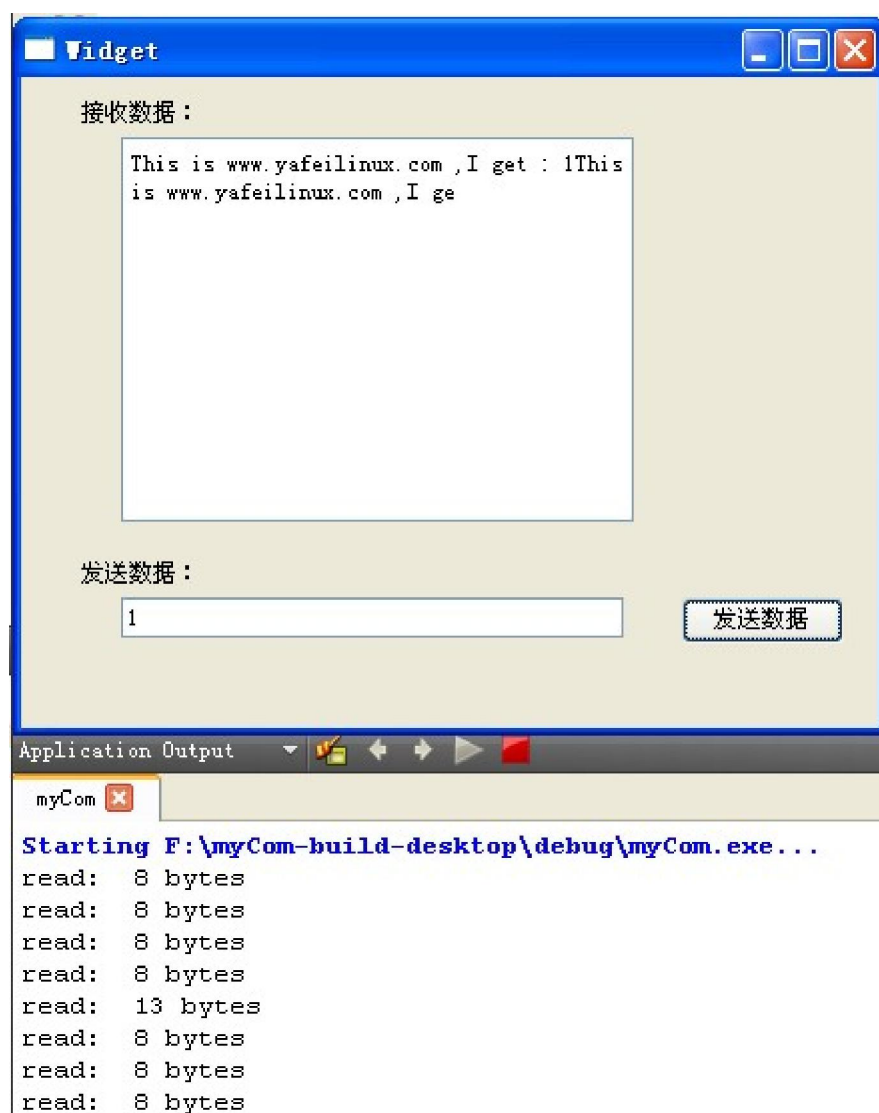 Widget
接收数据：
This is www.yafeilinux.com ,I get : 1This
is www.yafeilinux.com ,I ge
发送数据：
1
发送数据
Application Output
myCom
Starting F:\myCom-build-desktop\debug\myCom.exe...
read:  8 bytes
read:  8 bytes
read:  8 bytes
read:  8 bytes
read:  13 bytes
read:  8 bytes
read:  8 bytes
read:  8 bytes